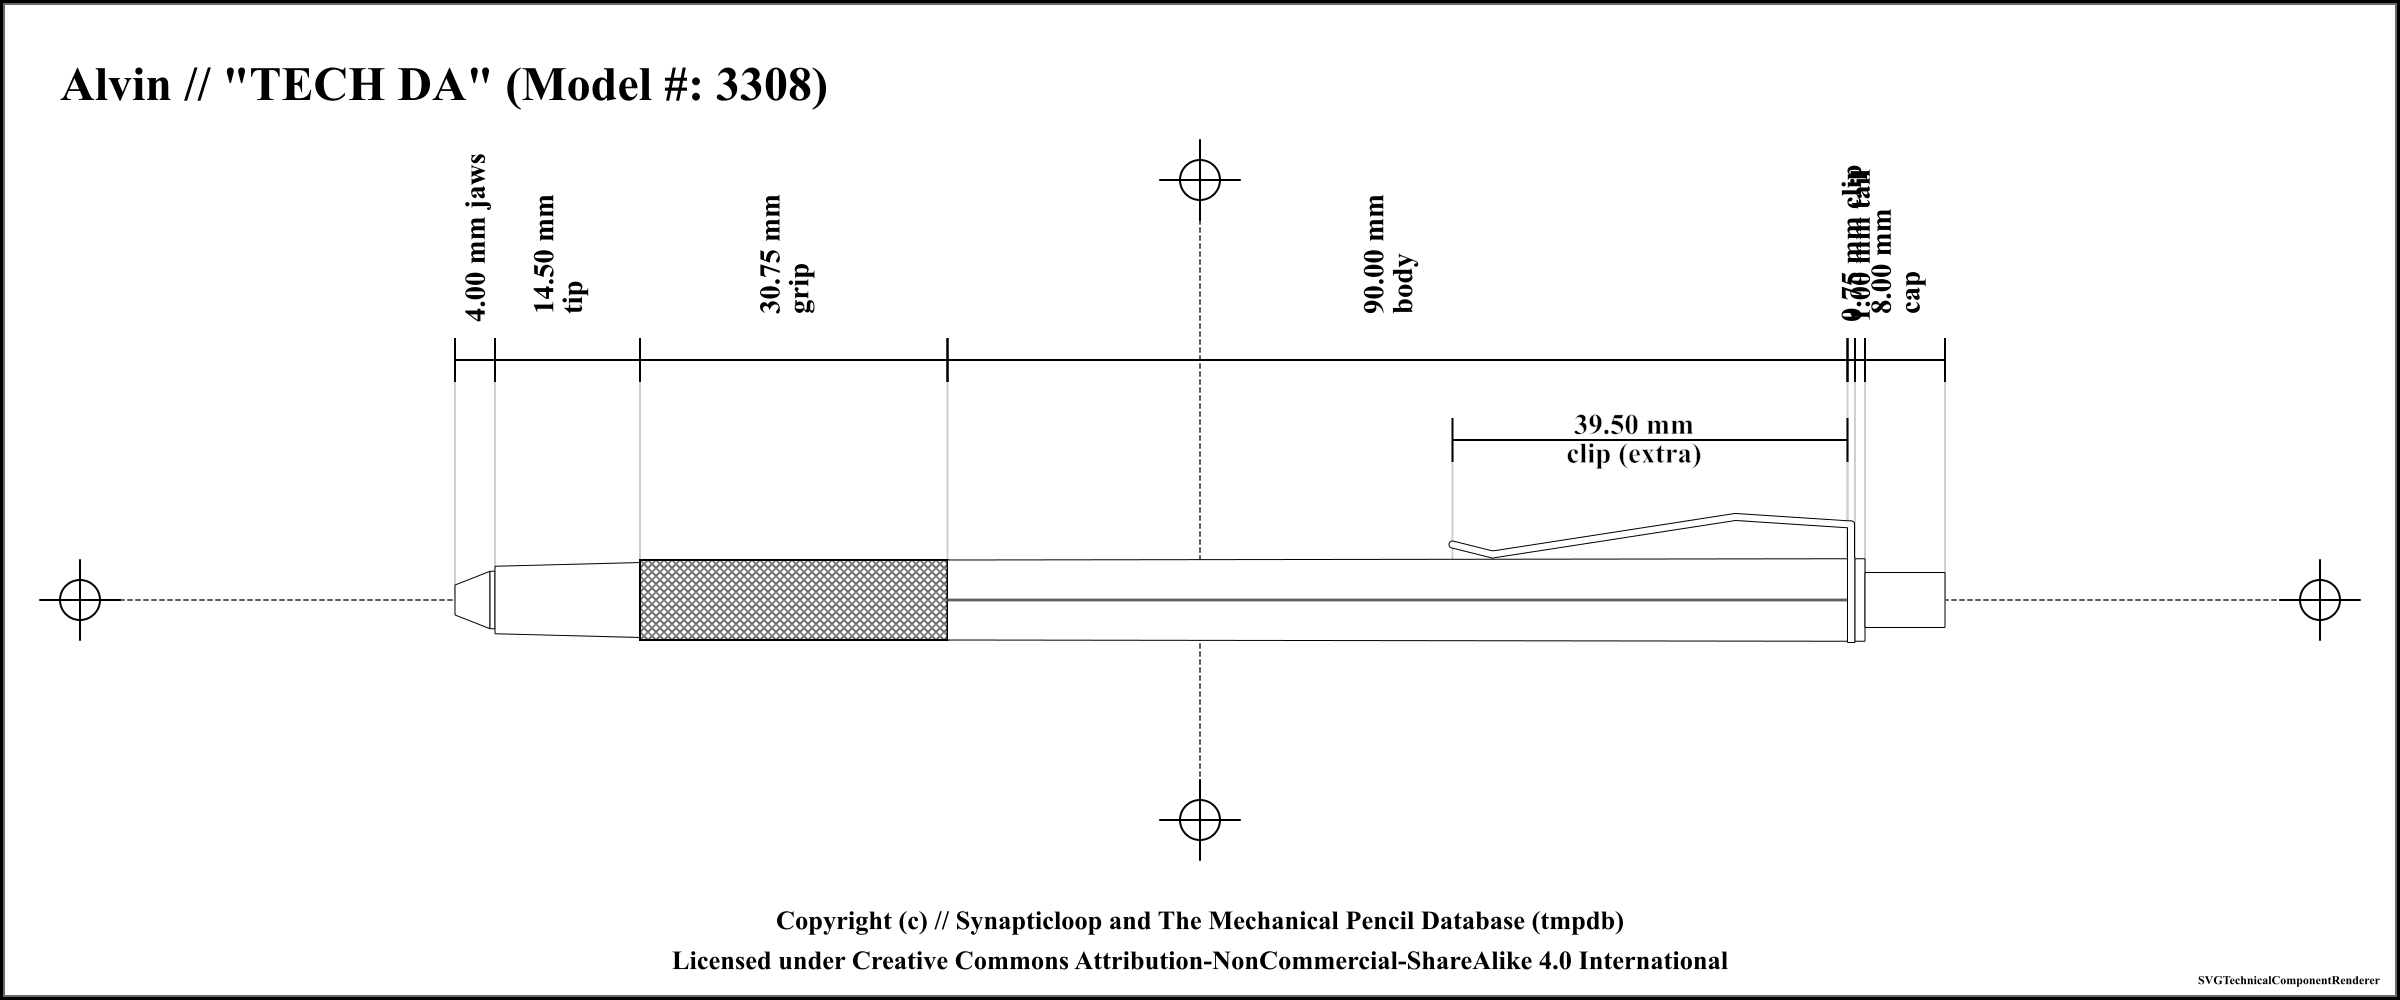 Alvin // "TECH DA" (Model #: 3308)
4.00 mm jaws
14.50 mm
tip
30.75 mm
grip
90.00 mm
body
0.75 mm clip
1.00 mm tail
8.00 mm
cap
39.50 mm
clip (extra)
Copyright (c) // Synapticloop and The Mechanical Pencil Database (tmpdb)
Licensed under Creative Commons Attribution-NonCommercial-ShareAlike 4.0 International
SVGTechnicalComponentRenderer